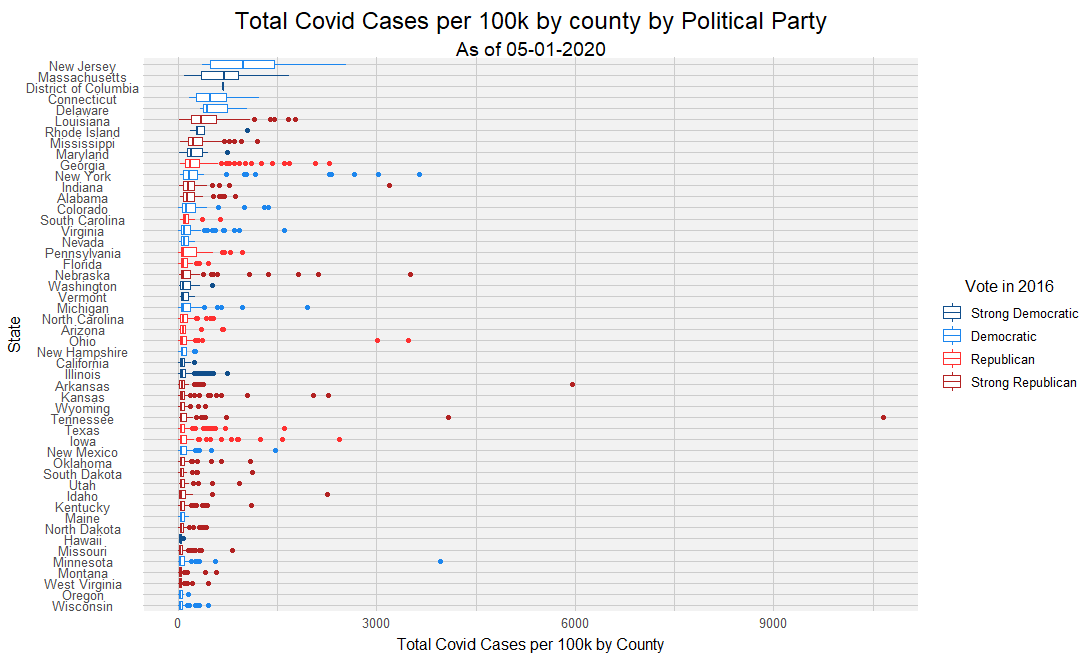 Total Covid Cases per 100k by county by Political Party
As of 05-01-2020
State
New Jersey
Massachusetts
District of Columbia
Connecticut
Delaware
Louisiana
Rhode Island
Mississippi
Maryland
Georgia
New York
Indiana
Alabama
Colorado
South Carolina
Virginia
Nevada
Pennsylvania
Florida
Nebraska
Washington
Vermont
Michigan
North Carolina
Arizona
Ohio
New Hampshire
California
Illinois
Arkansas
Kansas
Wyoming
Tennessee
Texas
Iowa
New Mexico
Oklahoma
South Dakota
Utah
Idaho
Kentucky
Maine
North Dakota
Hawaii
Missouri
Minnesota
Montana
West Virginia
Oregon
Wisconsin
0 3000 6000 9000
Total Covid Cases per 100k by County
Vote in 2016
Strong Democratic
Democratic
Republican
Strong Republican